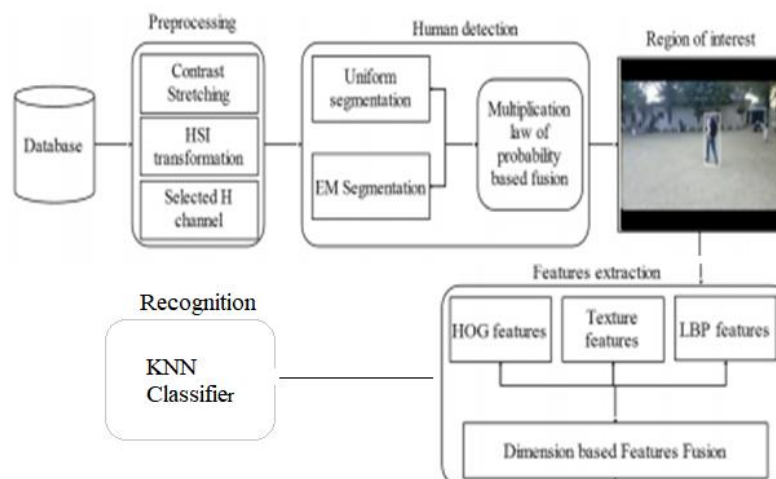 Preprocessing
Human detection
Region of interest
Database
Contrast
Stretching
HSI
transformation
Selected H
channel
Uniform
segmentation
EM Segmentation
Multiplication
law of
probability
based fusion
Features extraction
HOG features
Texture
features
LBP features
Dimension based Features Fusion
Recognition
KNN
Classifier